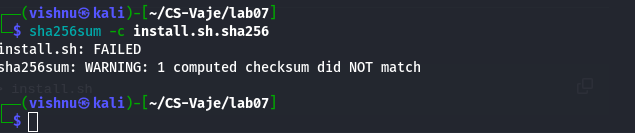 ┌──(vishnu㉿kali)-[~/CS-Vaje/lab07]
└─$ sha256sum -c install.sh.sha256
install.sh: FAILED
sha256sum: WARNING: 1 computed checksum did NOT match
install.sh
┌──(vishnu㉿kali)-[~/CS-Vaje/lab07]
└─$